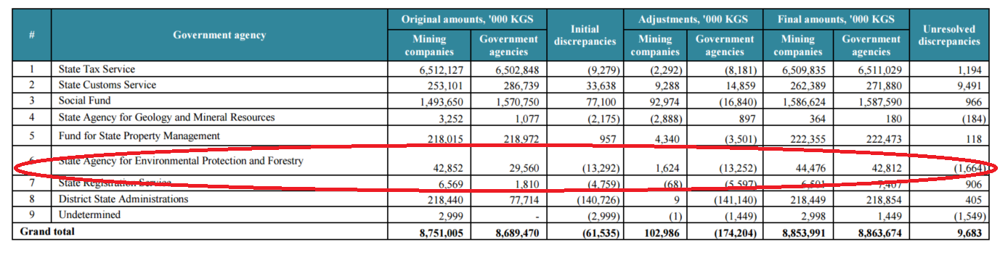 # Government agency Original amounts, '000 KGS Initial discrepancies Adjustments, '000 KGS Final amounts, '000 KGS Unresolved discrepancies
Mining companies Government agencies Mining companies Government agencies Mining companies Government agencies
1 State Tax Service 6,512,127 6,502,848 (9,279) (2,292) (8,181) 6,509,835 6,511,029 1,194
2 State Customs Service 253,101 286,739 33,638 9,288 14,859 262,389 271,880 9,491
3 Social Fund 1,493,650 1,570,750 77,100 92,974 (16,840) 1,586,624 1,587,590 966
4 State Agency for Geology and Mineral Resources 3,252 1,077 (2,175) (2,888) 897 364 180 (184)
5 Fund for State Property Management 218,015 218,972 957 4,340 (3,501) 222,355 222,473 118
6 State Agency for Environmental Protection and Forestry 42,852 29,560 (13,292) 1,624 (13,252) 44,476 42,812 (1,664)
7 State Registration Service 6,569 1,810 (4,759) (68) (5,597) 6,501 7,407 906
8 District State Administrations 218,440 77,714 (140,726) 9 (141,140) 218,449 218,854 405
9 Undetermined 2,999 - (2,999) (1) (1,449) 2,998 1,449 (1,549)
Grand total 8,751,005 8,689,470 (61,535) 102,986 (174,204) 8,853,991 8,863,674 9,683